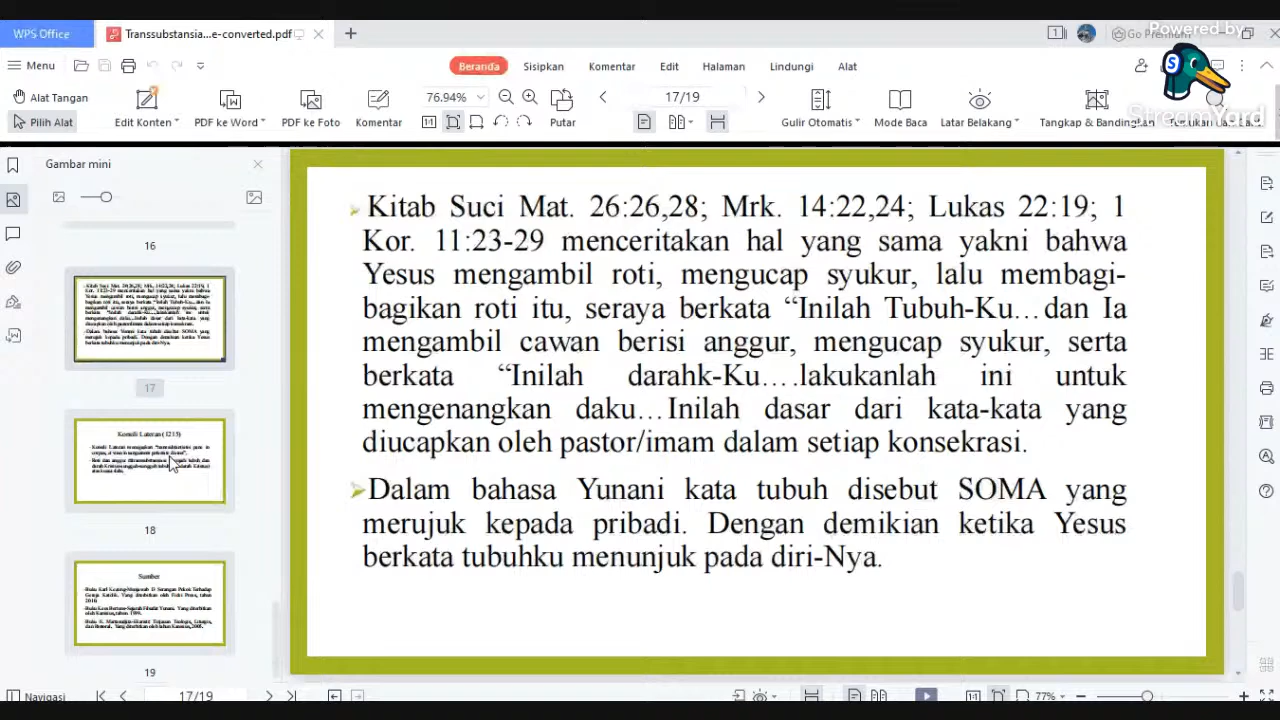 Powered by
StreamYard
WPS Office
Transsubstansia...e-converted.pdf
Go Premium
Menu
Beranda
Sisipkan
Komentar
Edit
Halaman
Lindungi
Alat
Alat Tangan
Pilih Alat
Edit Konten
PDF ke Word
PDF ke Foto
Komentar
76.94%
Putar
17/19
Gulir Otomatis
Mode Baca
Latar Belakang
Tangkap & Bandingkan
Gambar mini
16
17
Konsili Lateran (1215)
18
Sumber
19
Kitab Suci Mat. 26:26,28; Mrk. 14:22,24; Lukas 22:19; 1
Kor. 11:23-29 menceritakan hal yang sama yakni bahwa
Yesus mengambil roti, mengucap syukur, lalu membagi-
bagikan roti itu, seraya berkata “Inilah Tubuh-Ku…dan Ia
mengambil cawan berisi anggur, mengucap syukur, serta
berkata “Inilah darahk-Ku….lakukanlah ini untuk
mengenangkan daku…Inilah dasar dari kata-kata yang
diucapkan oleh pastor/imam dalam setiap konsekrasi.
Dalam bahasa Yunani kata tubuh disebut SOMA yang
merujuk kepada pribadi. Dengan demikian ketika Yesus
berkata tubuhku menunjuk pada diri-Nya.
Navigasi
17/19
77%